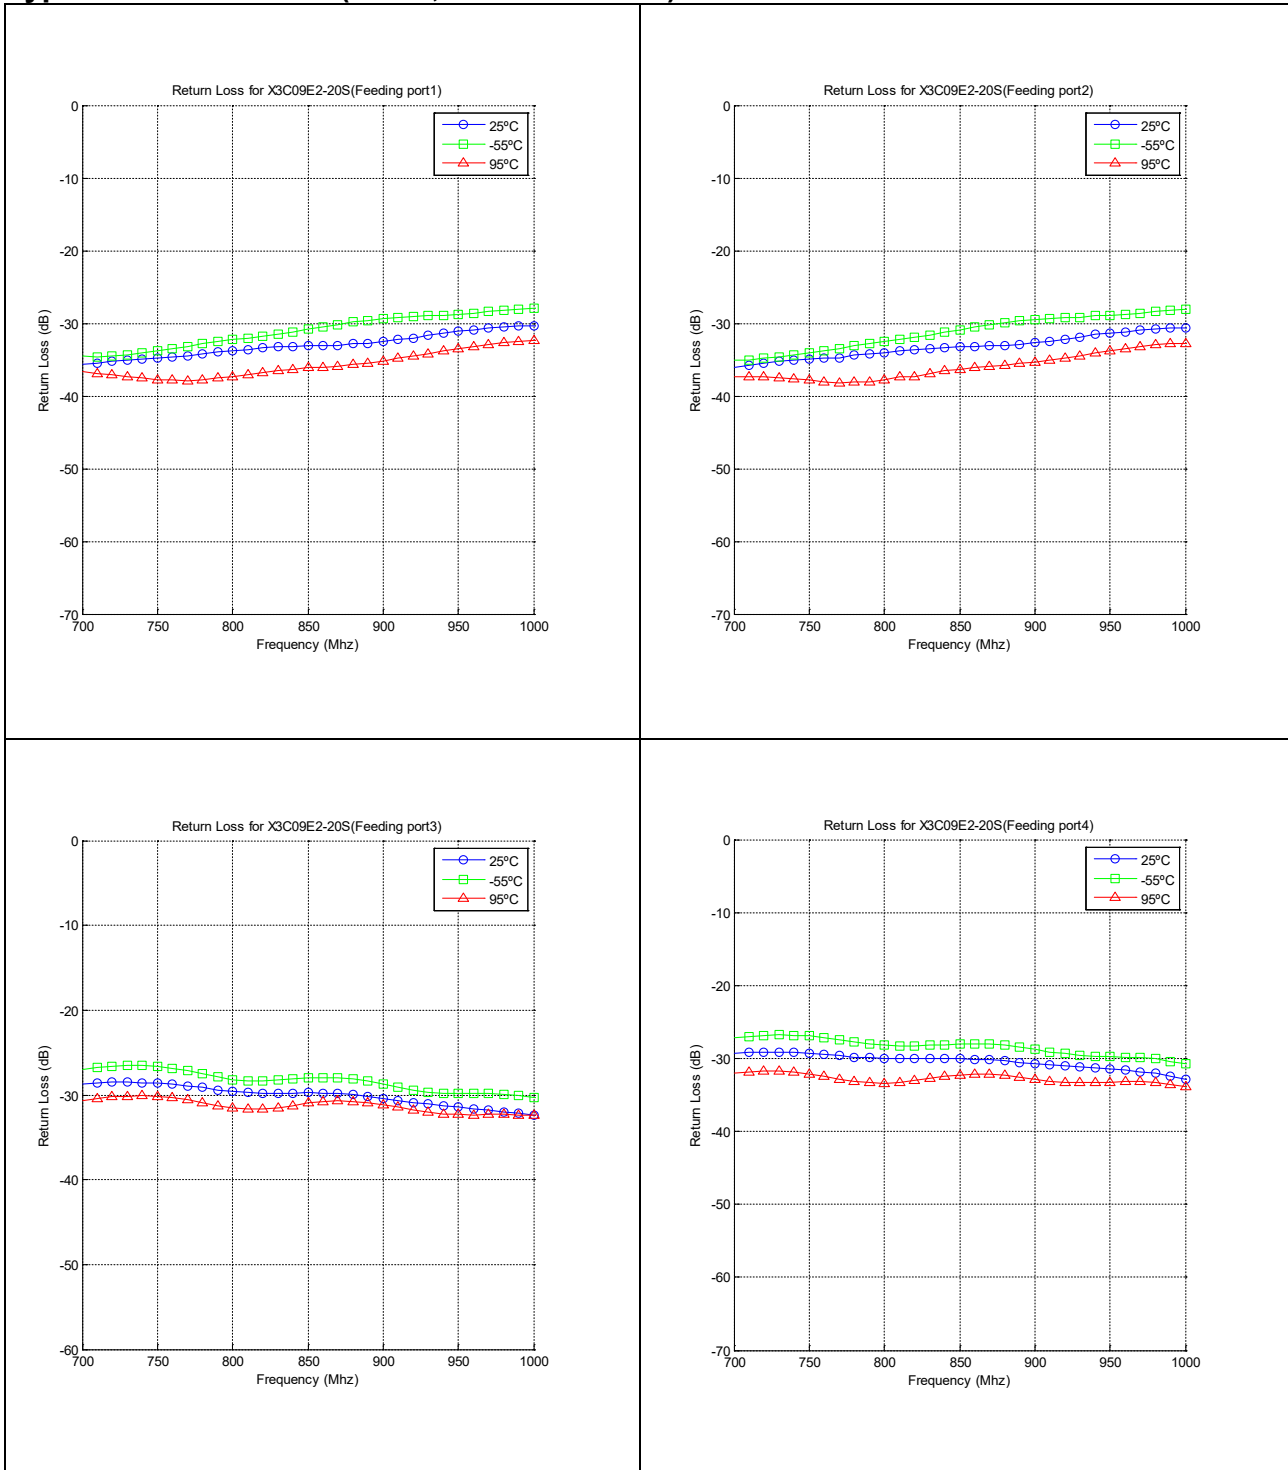 Return Loss for X3C09E2-20S(Feeding port1)
0
-10
-20
-30
-40
-50
-60
-70
Return Loss (dB)
25ºC
-55ºC
95ºC
700 750 800 850 900 950 1000
Frequency (Mhz)
Return Loss for X3C09E2-20S(Feeding port2)
0
-10
-20
-30
-40
-50
-60
-70
Return Loss (dB)
25ºC
-55ºC
95ºC
700 750 800 850 900 950 1000
Frequency (Mhz)
Return Loss for X3C09E2-20S(Feeding port3)
0
-10
-20
-30
-40
-50
-60
Return Loss (dB)
25ºC
-55ºC
95ºC
700 750 800 850 900 950 1000
Frequency (Mhz)
Return Loss for X3C09E2-20S(Feeding port4)
0
-10
-20
-30
-40
-50
-60
-70
Return Loss (dB)
25ºC
-55ºC
95ºC
700 750 800 850 900 950 1000
Frequency (Mhz)